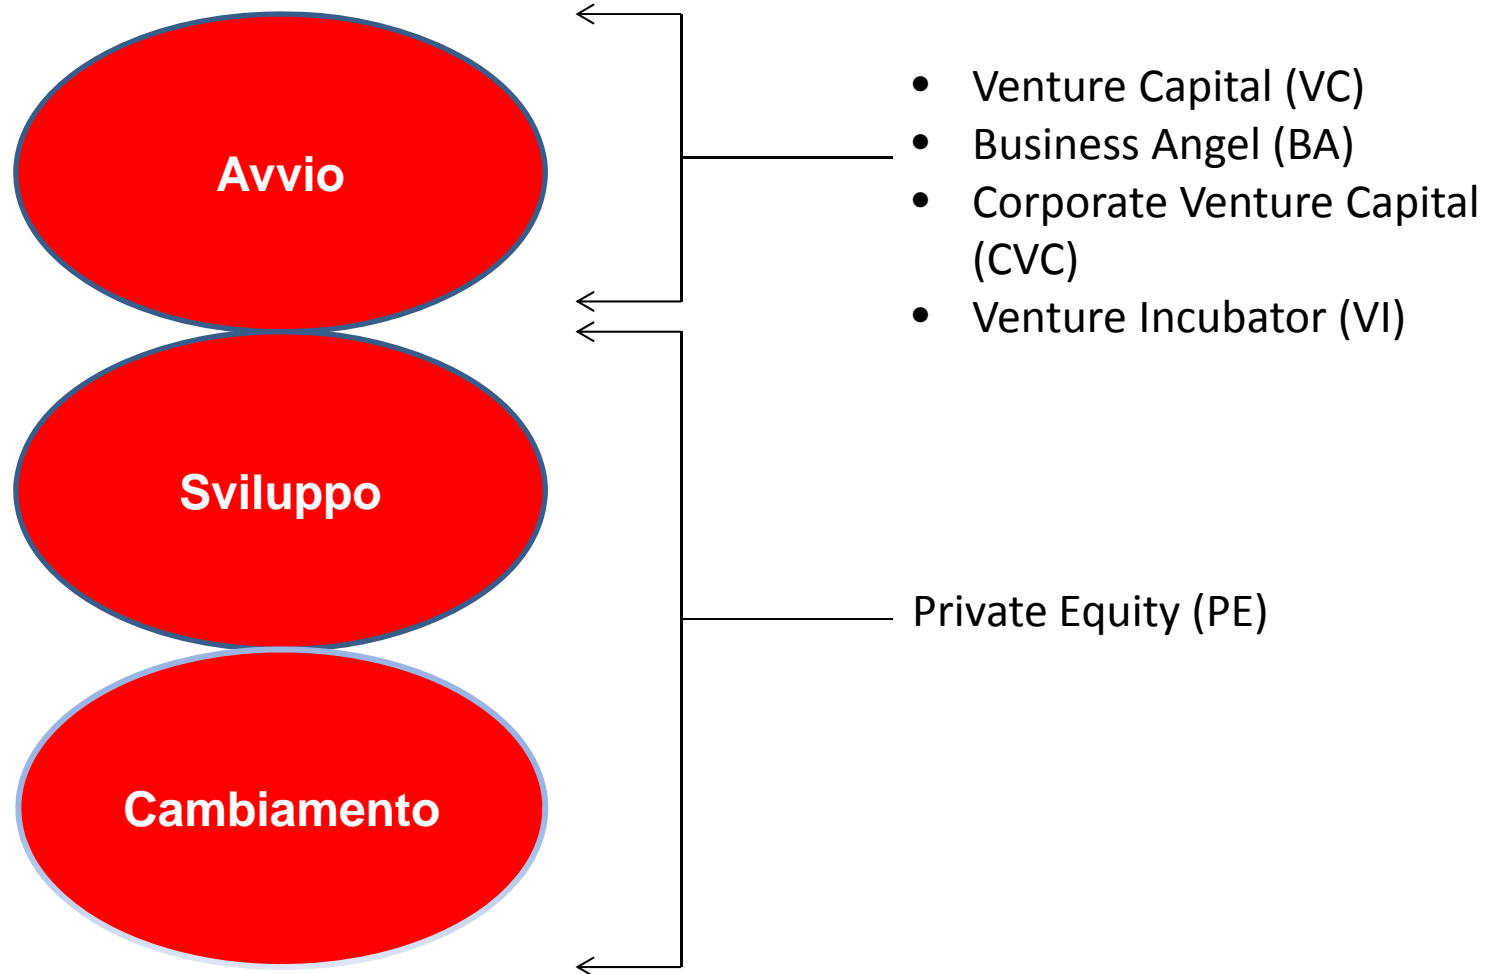 Avvio
• Venture Capital (VC)
• Business Angel (BA)
• Corporate Venture Capital
(CVC)
• Venture Incubator (VI)
Sviluppo
Private Equity (PE)
Cambiamento